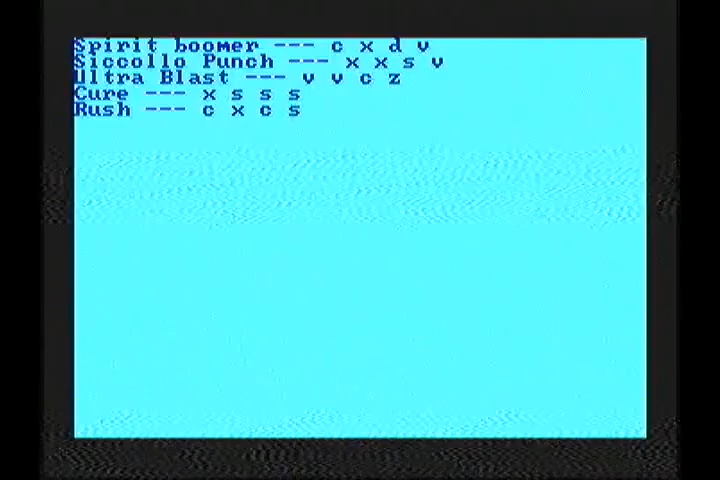 Spirit boomer --- c x d v
Siccollo Punch --- x x s v
Ultra Blast --- v v c z
Cure --- x s s s
Rush --- c x c s